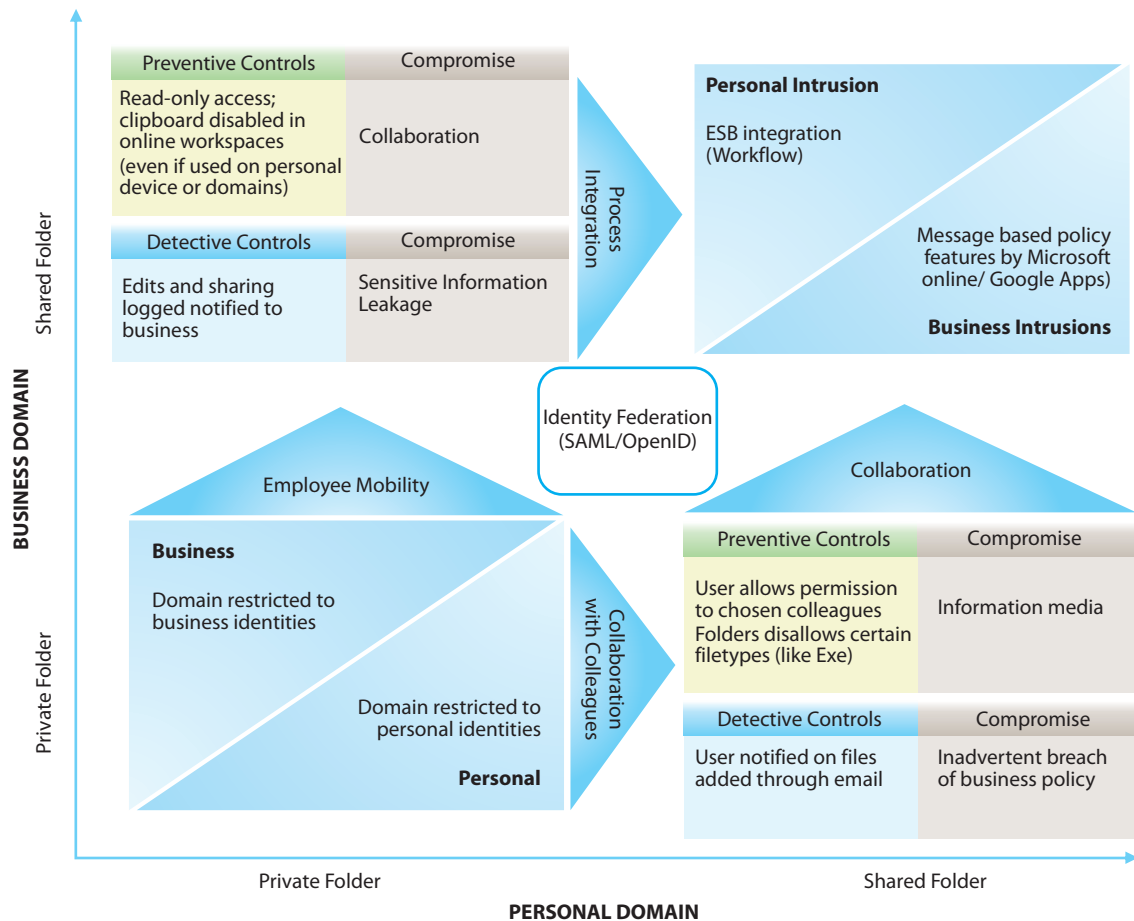 Preventive Controls
Compromise
Read-only access;
clipboard disabled in
online workspaces
(even if used on personal
device or domains)
Collaboration
Detective Controls
Compromise
Edits and sharing
logged notified to
business
Sensitive Information
Leakage
Process
Integration
Personal Intrusion
ESB integration
(Workflow)
Message based policy
features by Microsoft
online/ Google Apps)
Business Intrusions
Shared Folder
BUSINESS DOMAIN
Private Folder
Identity Federation
(SAML/OpenID)
Employee Mobility
Collaboration
Business
Domain restricted to
business identities
Domain restricted to
personal identities
Personal
Collaboration
with Colleagues
Preventive Controls
Compromise
User allows permission
to chosen colleagues
Folders disallows certain
filetypes (like Exe)
Information media
Detective Controls
Compromise
User notified on files
added through email
Inadvertent breach
of business policy
Private Folder
Shared Folder
PERSONAL DOMAIN